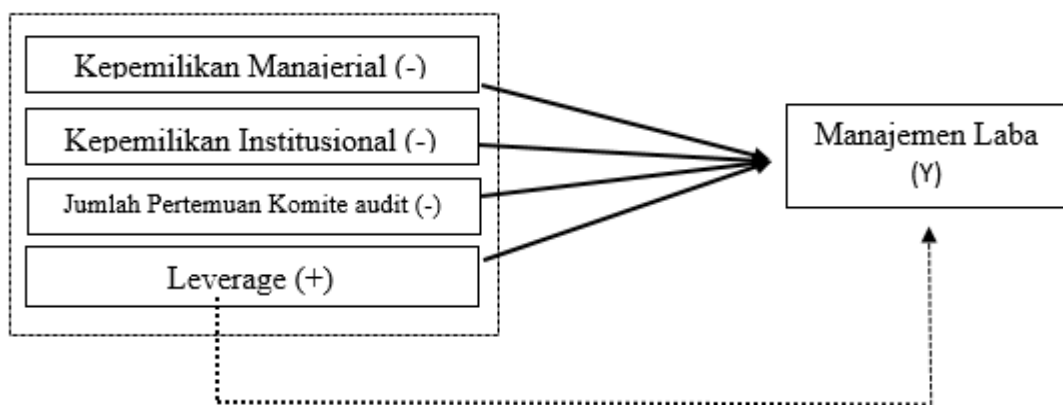 Kepemilikan Manajerial (-)
Kepemilikan Institusional (-)
Jumlah Pertemuan Komite audit (-)
Leverage (+)
Manajemen Laba
(Y)